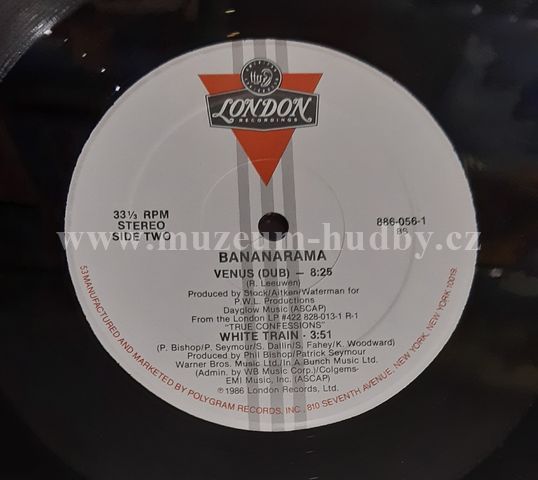 LONDON
RECORDINGS
33⅓ RPM
STEREO
SIDE TWO
886-056-1
BS
www.muzeum-hudby.cz
BANANARAMA
VENUS (DUB) — 8:25
(R. Leeuwen)
Produced by Stock/Aitken/Waterman for
P.W.L. Productions
Dayglow Music (ASCAP)
From the London LP #422 828-013-1 R-1
"TRUE CONFESSIONS"
WHITE TRAIN - 3:51
(P. Bishop/P. Seymour/S. Dallin/S. Fahey/K. Woodward)
Produced by Phil Bishop/Patrick Seymour
Warner Bros. Music Ltd./In A Bunch Music Ltd.
(Admin. by WB Music Corp.)/Colgems-
EMI Music, Inc. (ASCAP)
℗1986 London Records, Ltd.
53 MANUFACTURED AND MARKETED BY POLYGRAM RECORDS, INC., 810 SEVENTH AVENUE, NEW YORK, NEW YORK 10019